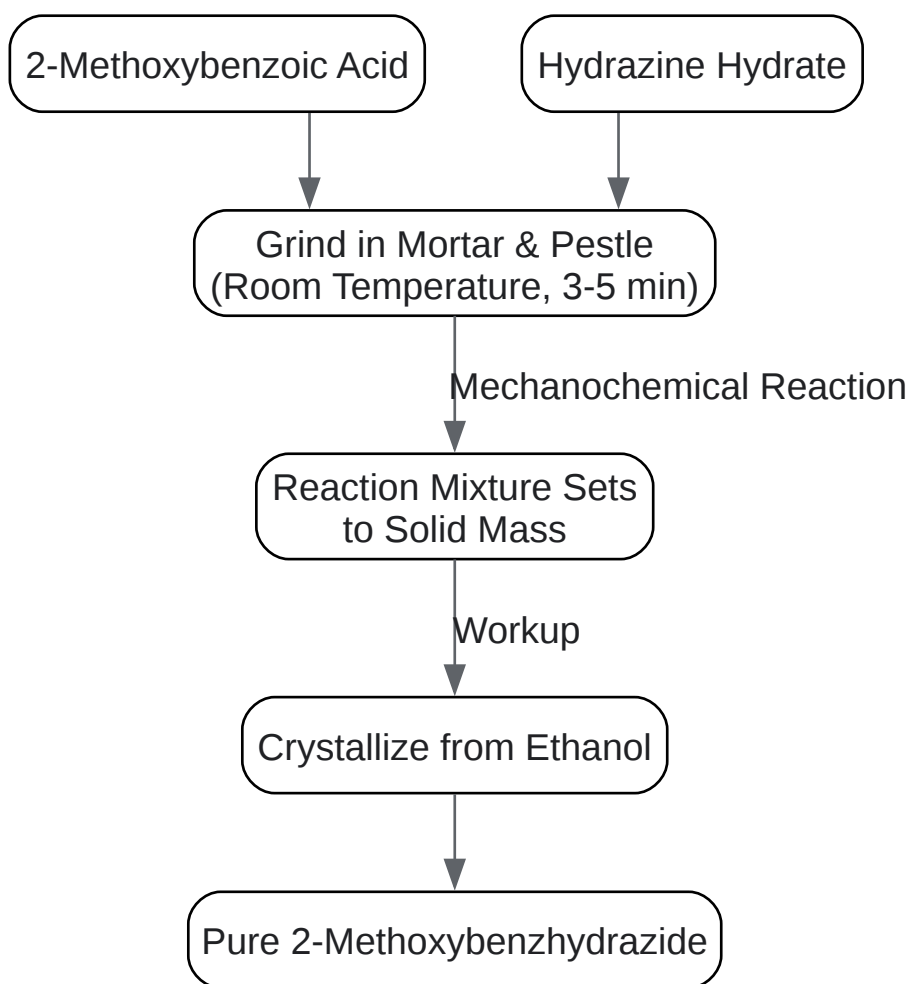 2-Methoxybenzoic Acid
Hydrazine Hydrate
Grind in Mortar & Pestle
(Room Temperature, 3-5 min)
Mechanochemical Reaction
Reaction Mixture Sets
to Solid Mass
Workup
Crystallize from Ethanol
Pure 2-Methoxybenzhydrazide